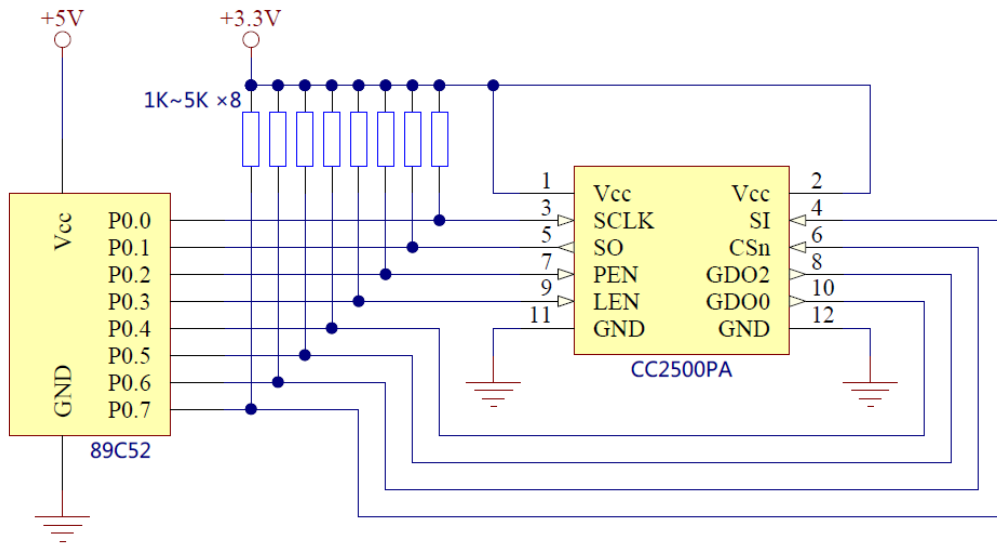 +5V
+3.3V
1K~5K ×8
Vcc
GND
P0.0
P0.1
P0.2
P0.3
P0.4
P0.5
P0.6
P0.7
89C52
1 Vcc Vcc 2
3 SCLK SI 4
5 SO CSn 6
7 PEN GDO2 8
9 LEN GDO0 10
11 GND GND 12
CC2500PA